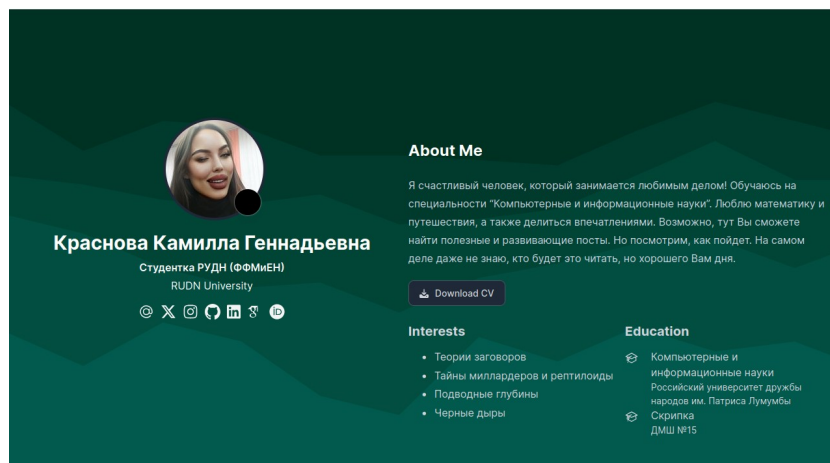 Краснова Камилла Геннадьевна
Студентка РУДН (ФФМиЕН)
RUDN University
About Me
Я счастливый человек, который занимается любимым делом! Обучаюсь на
специальности “Компьютерные и информационные науки”. Люблю математику и
путешествия, а также делиться впечатлениями. Возможно, тут Вы сможете
найти полезные и развивающие посты. Но посмотрим, как пойдет. На самом
деле даже не знаю, кто будет это читать, но хорошего Вам дня.
Download CV
Interests
Теории заговоров
Тайны миллардеров и рептилоиды
Подводные глубины
Черные дыры
Education
Компьютерные и
информационные науки
Российский университет дружбы
народов им. Патриса Лумумбы
Скрипка
ДМШ №15